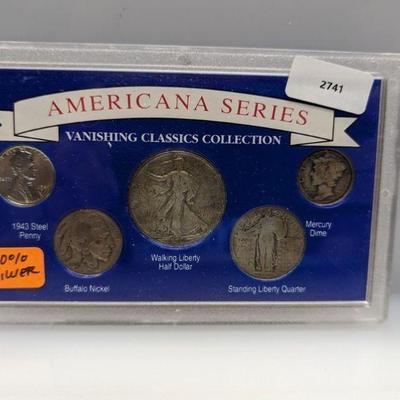 2741
AMERICANA SERIES
VANISHING CLASSICS COLLECTION
1943 Steel
Penny
Mercury
Dime
Walking Liberty
Half Dollar
Buffalo Nickel
Standing Liberty Quarter